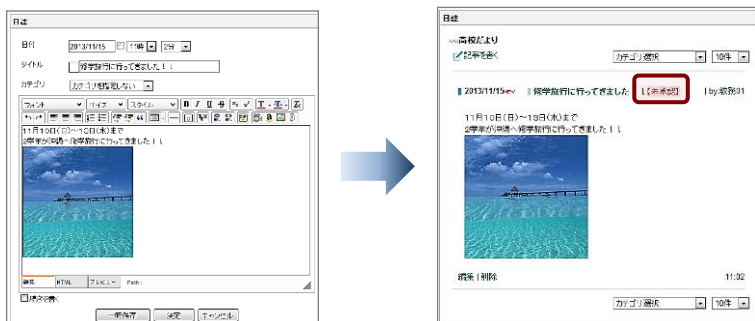 日誌
日付 2013/11/15 11時 2分
タイトル 修学旅行に行ってきました！！
カテゴリ カテゴリを指定しない
フォント サイズ スタイル
11月10日(日)～13日(水)まで
2学年が沖縄へ修学旅行に行ってきました！！
編集 HTML プレビュー Path:
続きを書く
一時保存 決定 キャンセル
日誌
○○高校だより
記事を書く カテゴリ選択 10件
2013/11/15 修学旅行に行ってきました ！【未承認】 | by:教務01
11月10日(日)～13日(水)まで
2学年が沖縄へ修学旅行に行ってきました！！
編集 | 削除 11:02
カテゴリ選択 10件